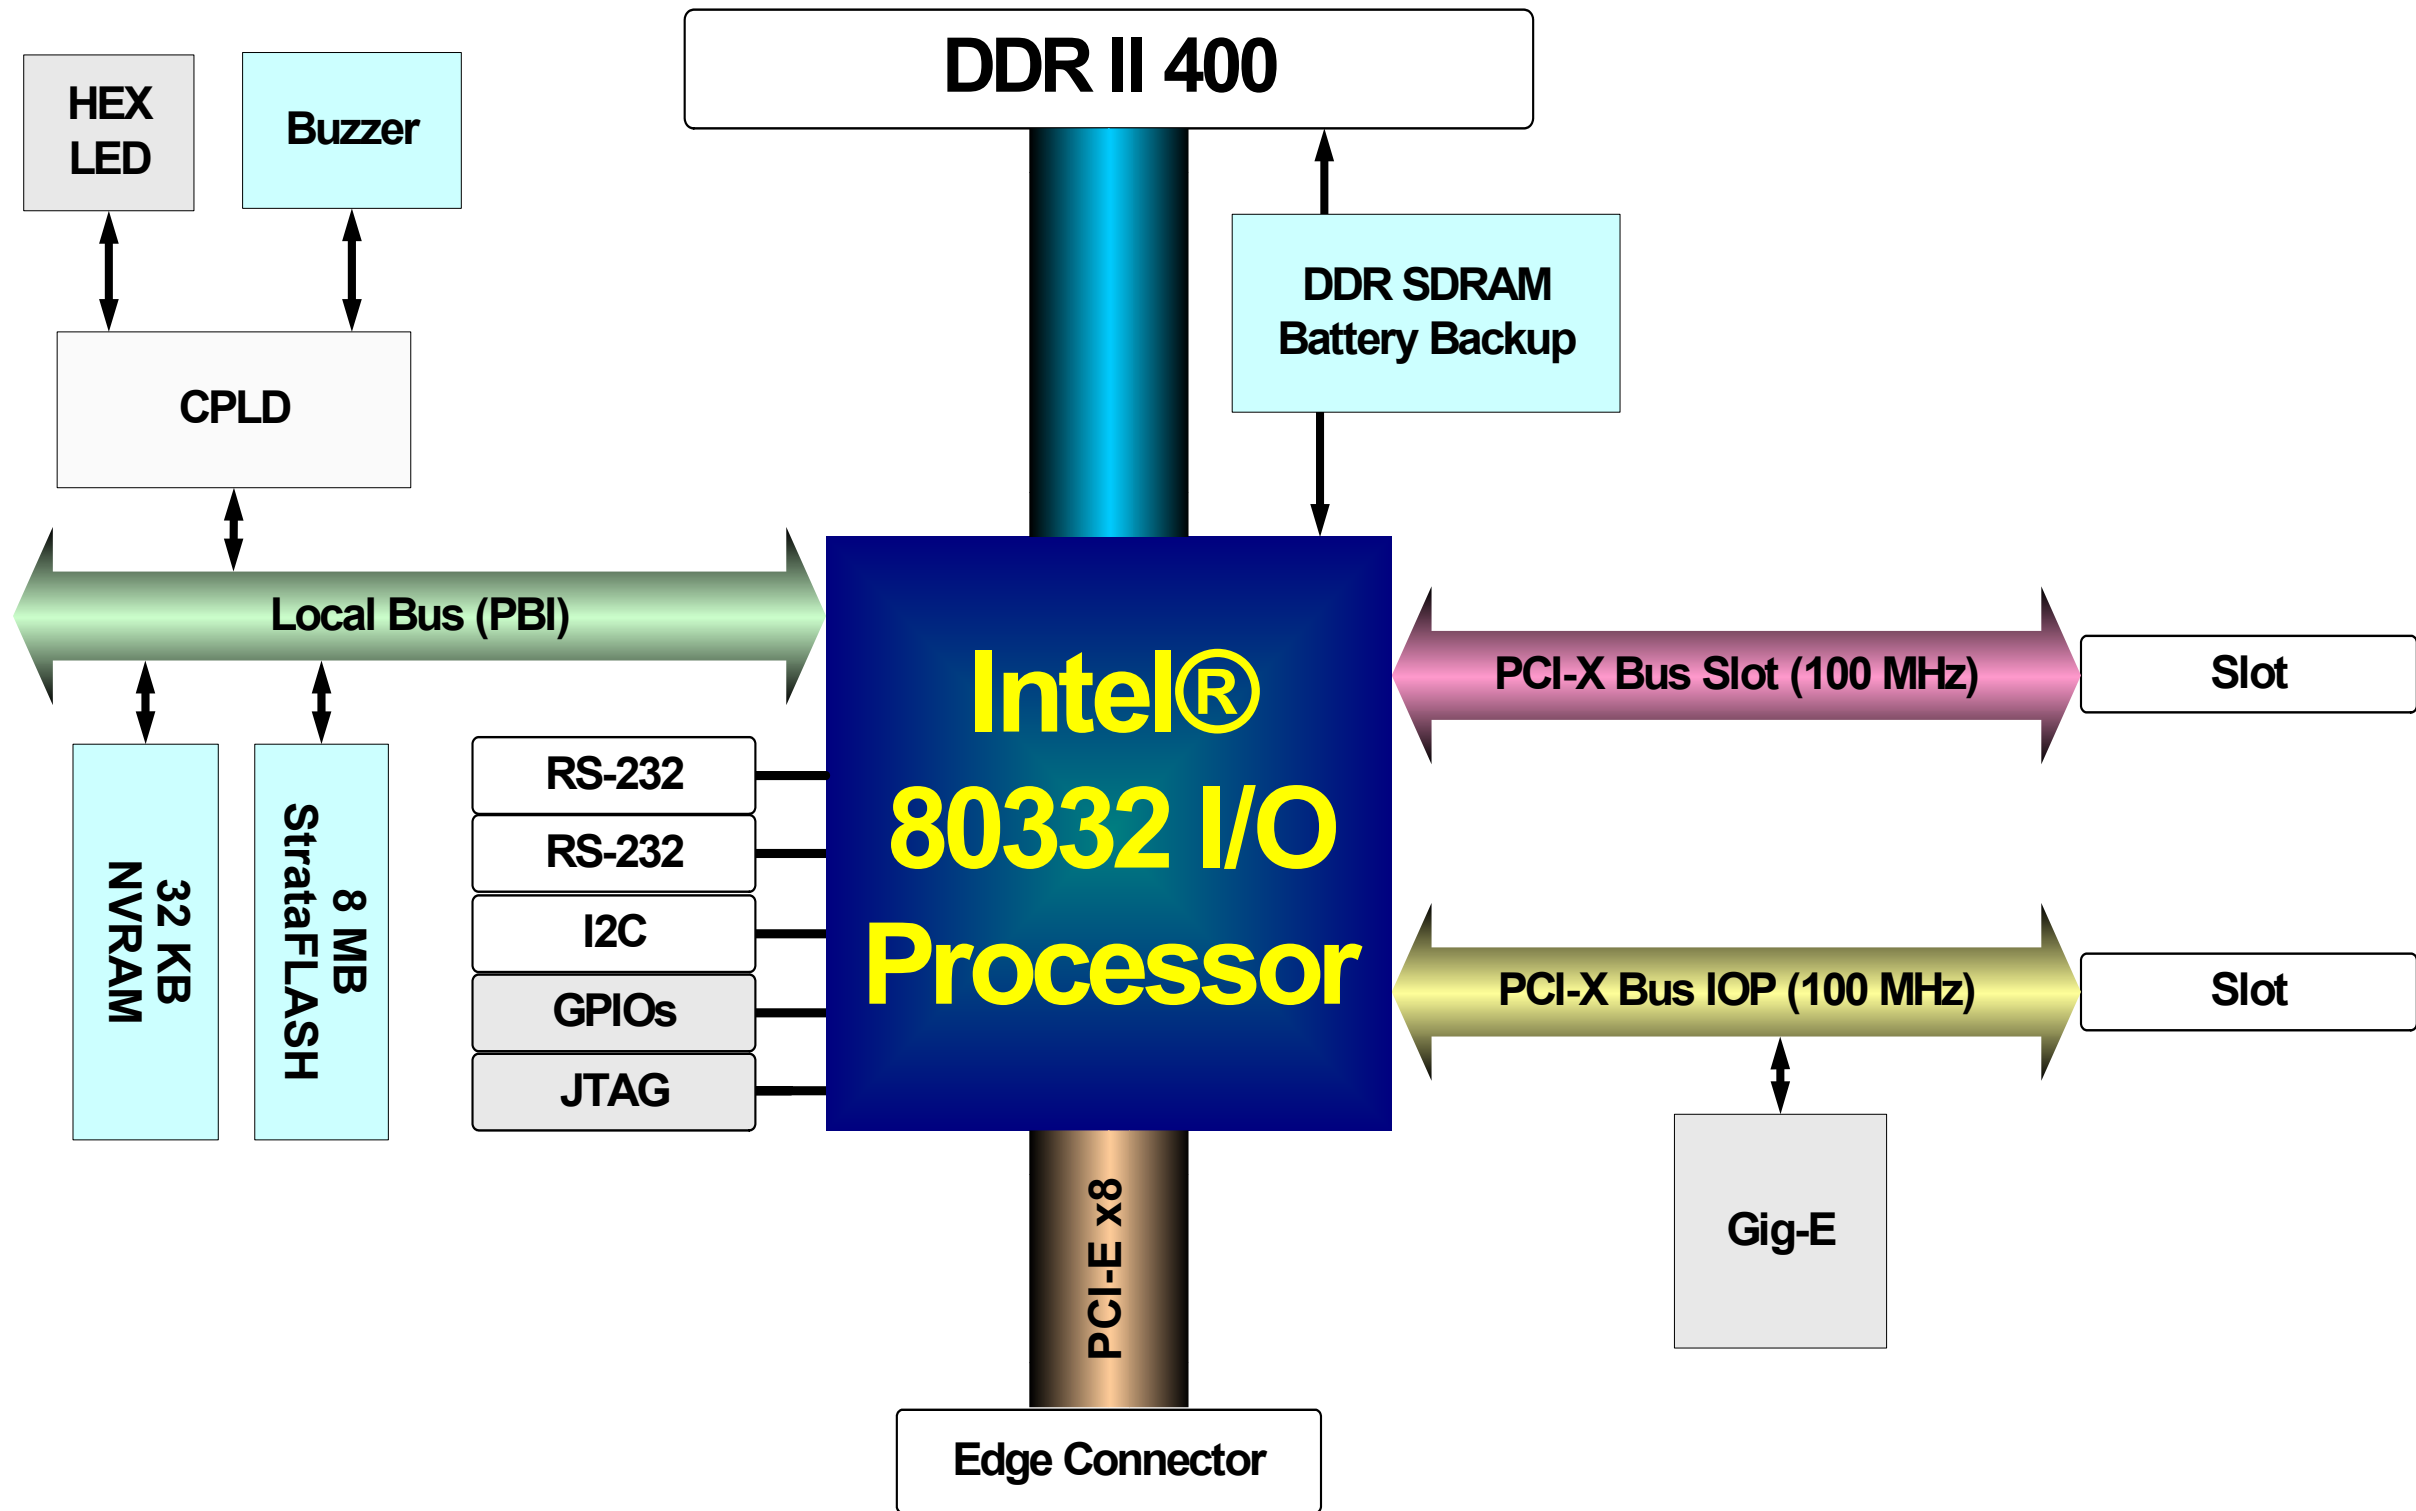 DDR II 400
HEX
LED
Buzzer
DDR SDRAM
Battery Backup
CPLD
Local Bus (PBI)
Intel®
80332 I/O
Processor
PCI-X Bus Slot (100 MHz)
Slot
RS-232
RS-232
I2C
GPIOs
JTAG
32 KB
NVRAM
8 MB
StrataFLASH
PCI-X Bus IOP (100 MHz)
Slot
Gig-E
PCI-E x8
Edge Connector